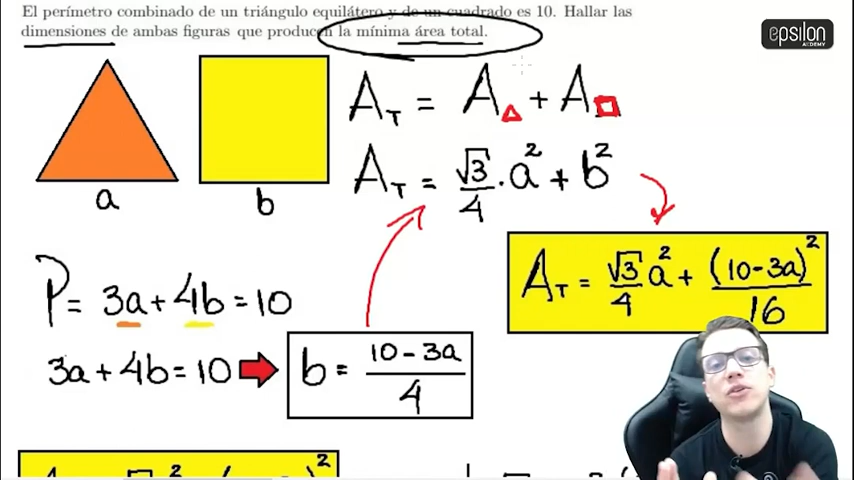 El perímetro combinado de un triángulo equilátero y de un cuadrado es 10. Hallar las
dimensiones de ambas figuras que producen la mínima área total.
epsilon
ACADEMY
A_T = A_△ + A_□
A_T = √3/4 · a² + b²
a
b
A_T = √3/4 a² + (10-3a)²/16
P = 3a + 4b = 10
3a + 4b = 10
b = 10-3a/4